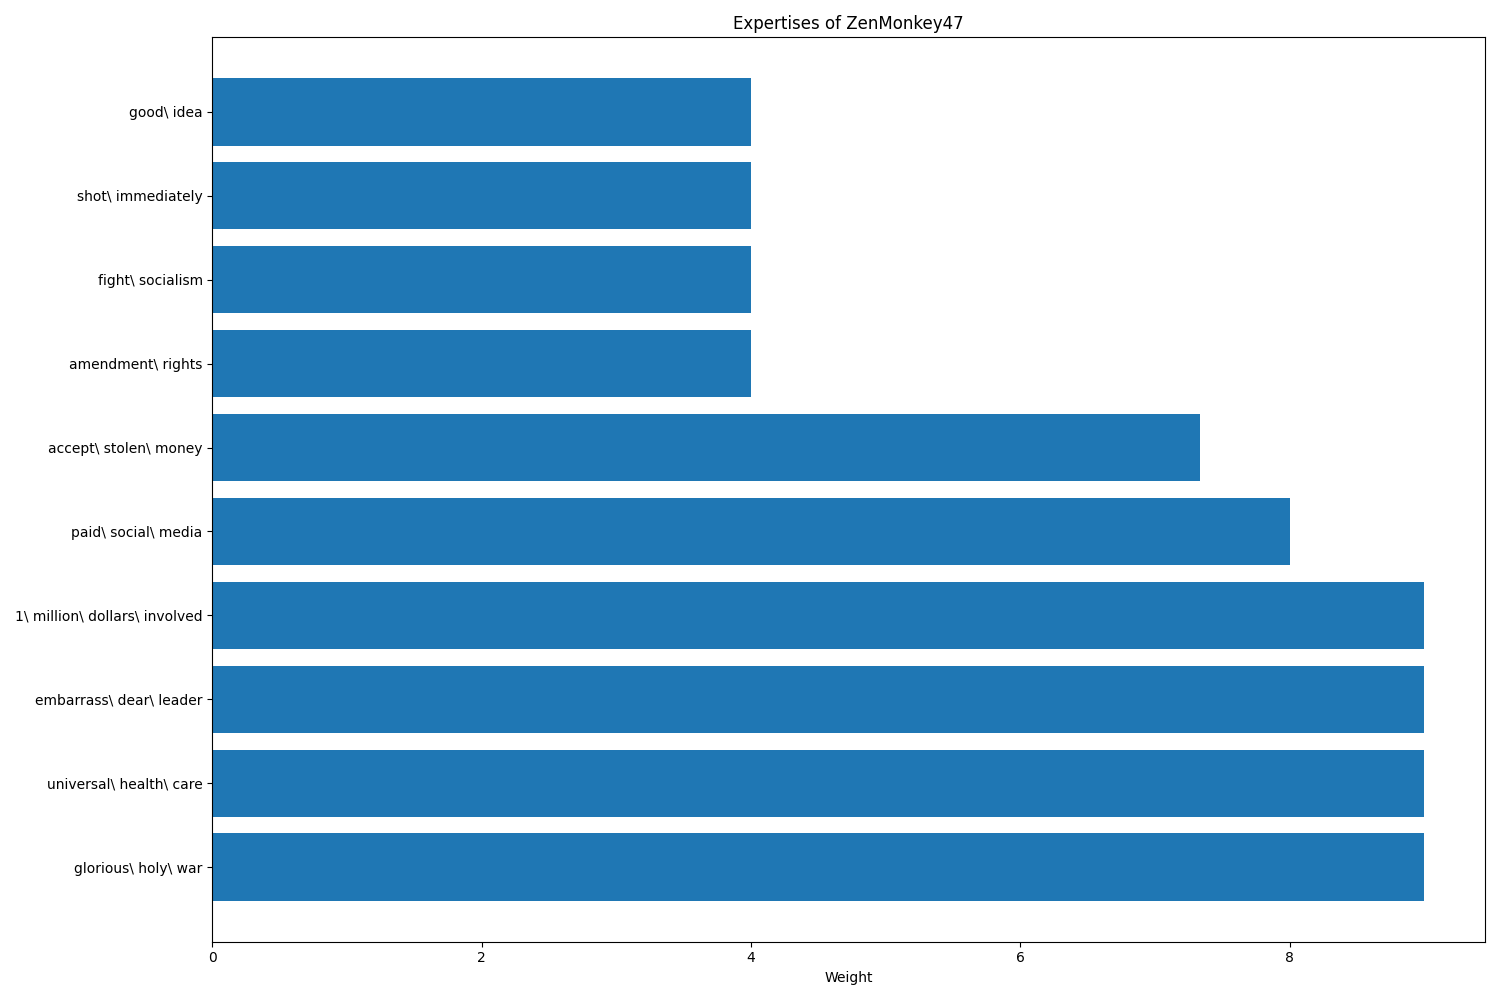 Expertises of ZenMonkey47
good\ idea
shot\ immediately
fight\ socialism
amendment\ rights
accept\ stolen\ money
paid\ social\ media
1\ million\ dollars\ involved
embarrass\ dear\ leader
universal\ health\ care
glorious\ holy\ war
0 2 4 6 8
Weight